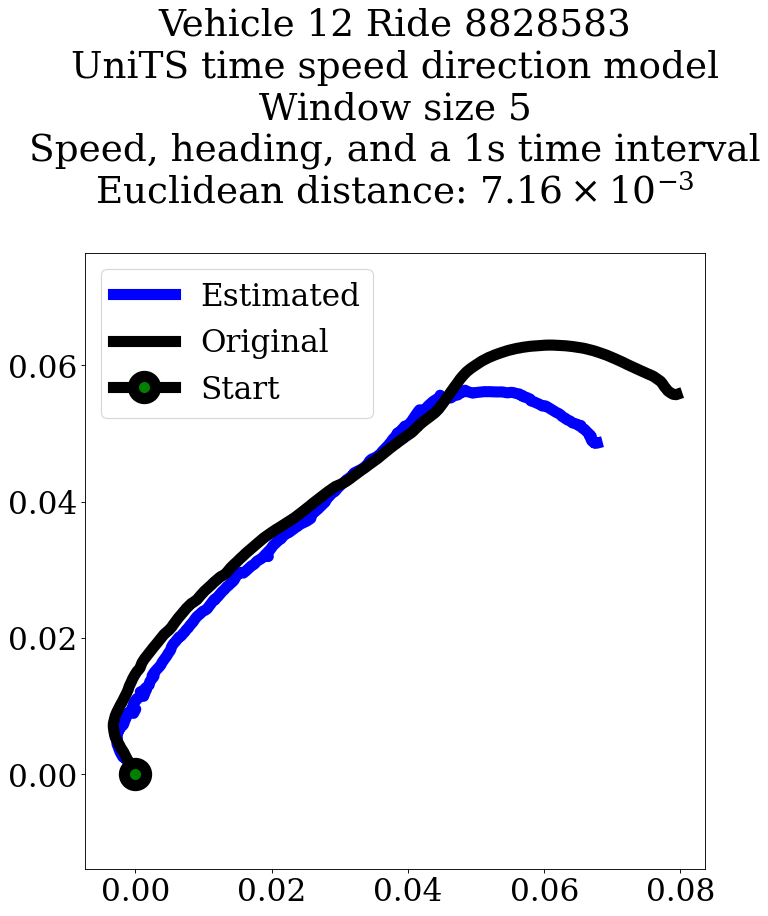 Vehicle 12 Ride 8828583
UniTS time speed direction model
Window size 5
Speed, heading, and a 1s time interval
Euclidean distance: 7.16 × 10⁻³
Estimated
Original
Start
0.06
0.04
0.02
0.00
0.00 0.02 0.04 0.06 0.08